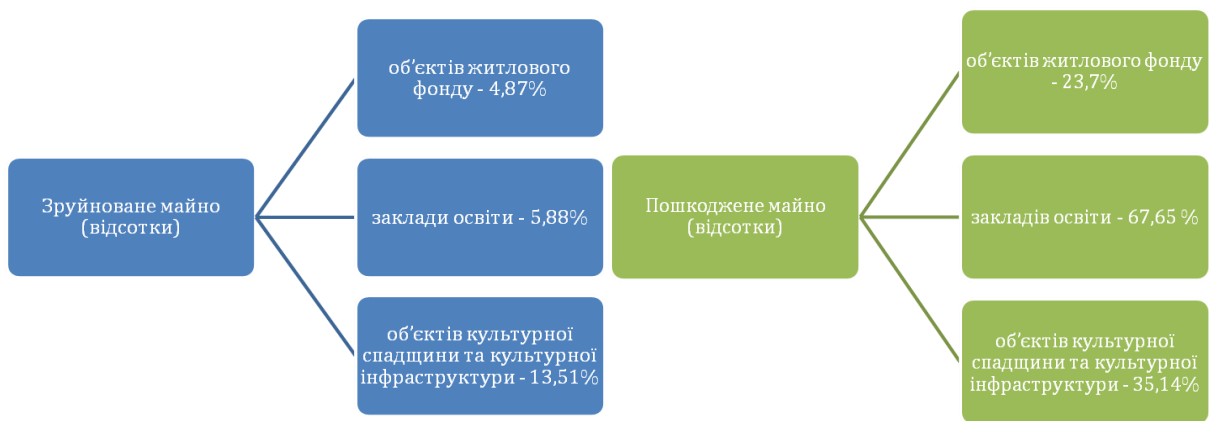 Зруйноване майно
(відсотки)
об’єктів житлового
фонду - 4,87%
заклади освіти - 5,88%
об’єктів культурної
спадщини та культурної
інфраструктури - 13,51%
Пошкоджене майно
(відсотки)
об’єктів житлового фонду
- 23,7%
закладів освіти - 67,65 %
об’єктів культурної
спадщини та культурної
інфраструктури - 35,14%